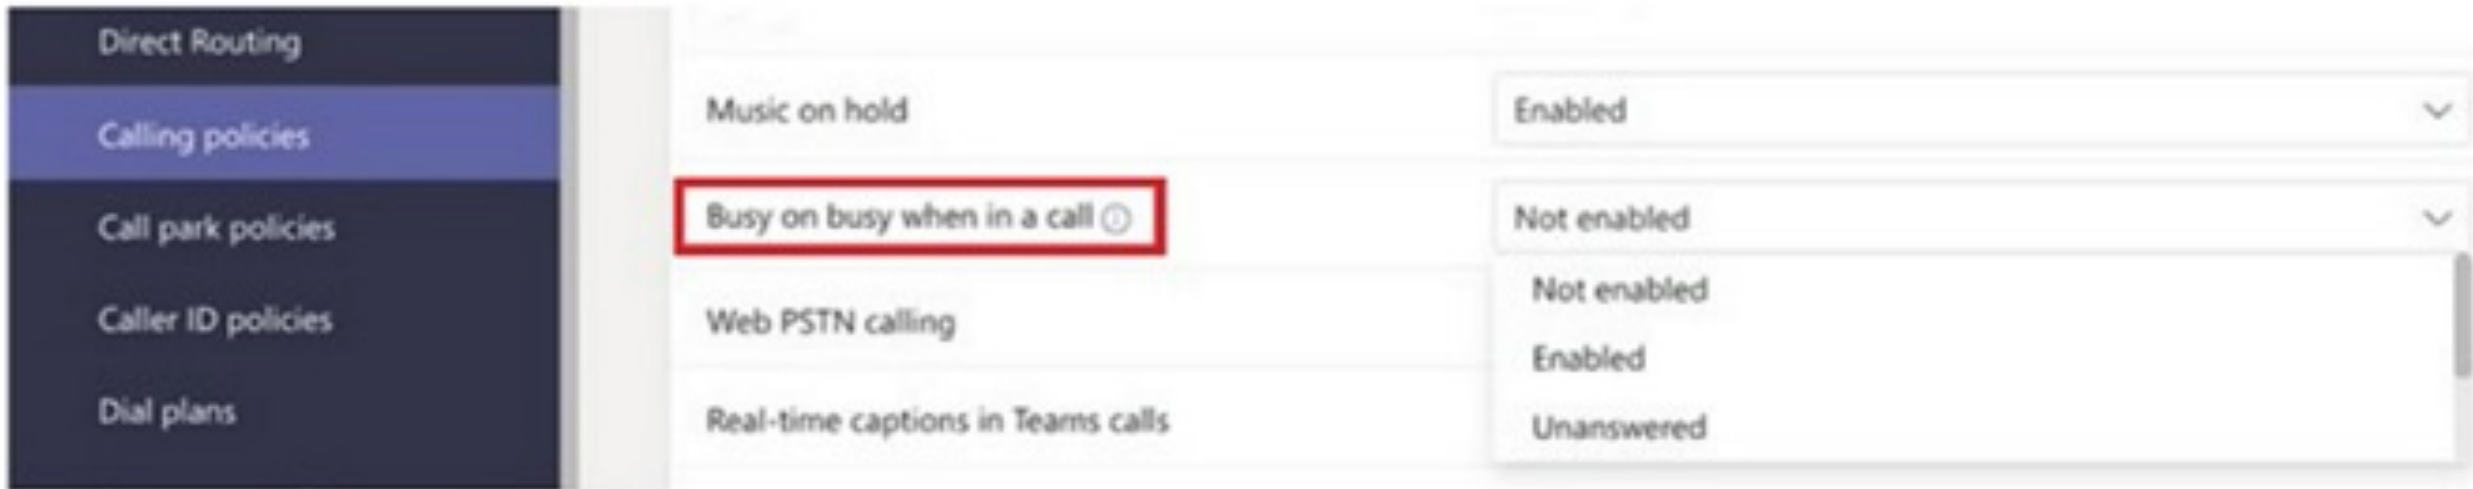 Direct Routing
Calling policies
Call park policies
Caller ID policies
Dial plans
Music on hold
Enabled
Busy on busy when in a call
Not enabled
Not enabled
Enabled
Unanswered
Web PSTN calling
Real-time captions in Teams calls